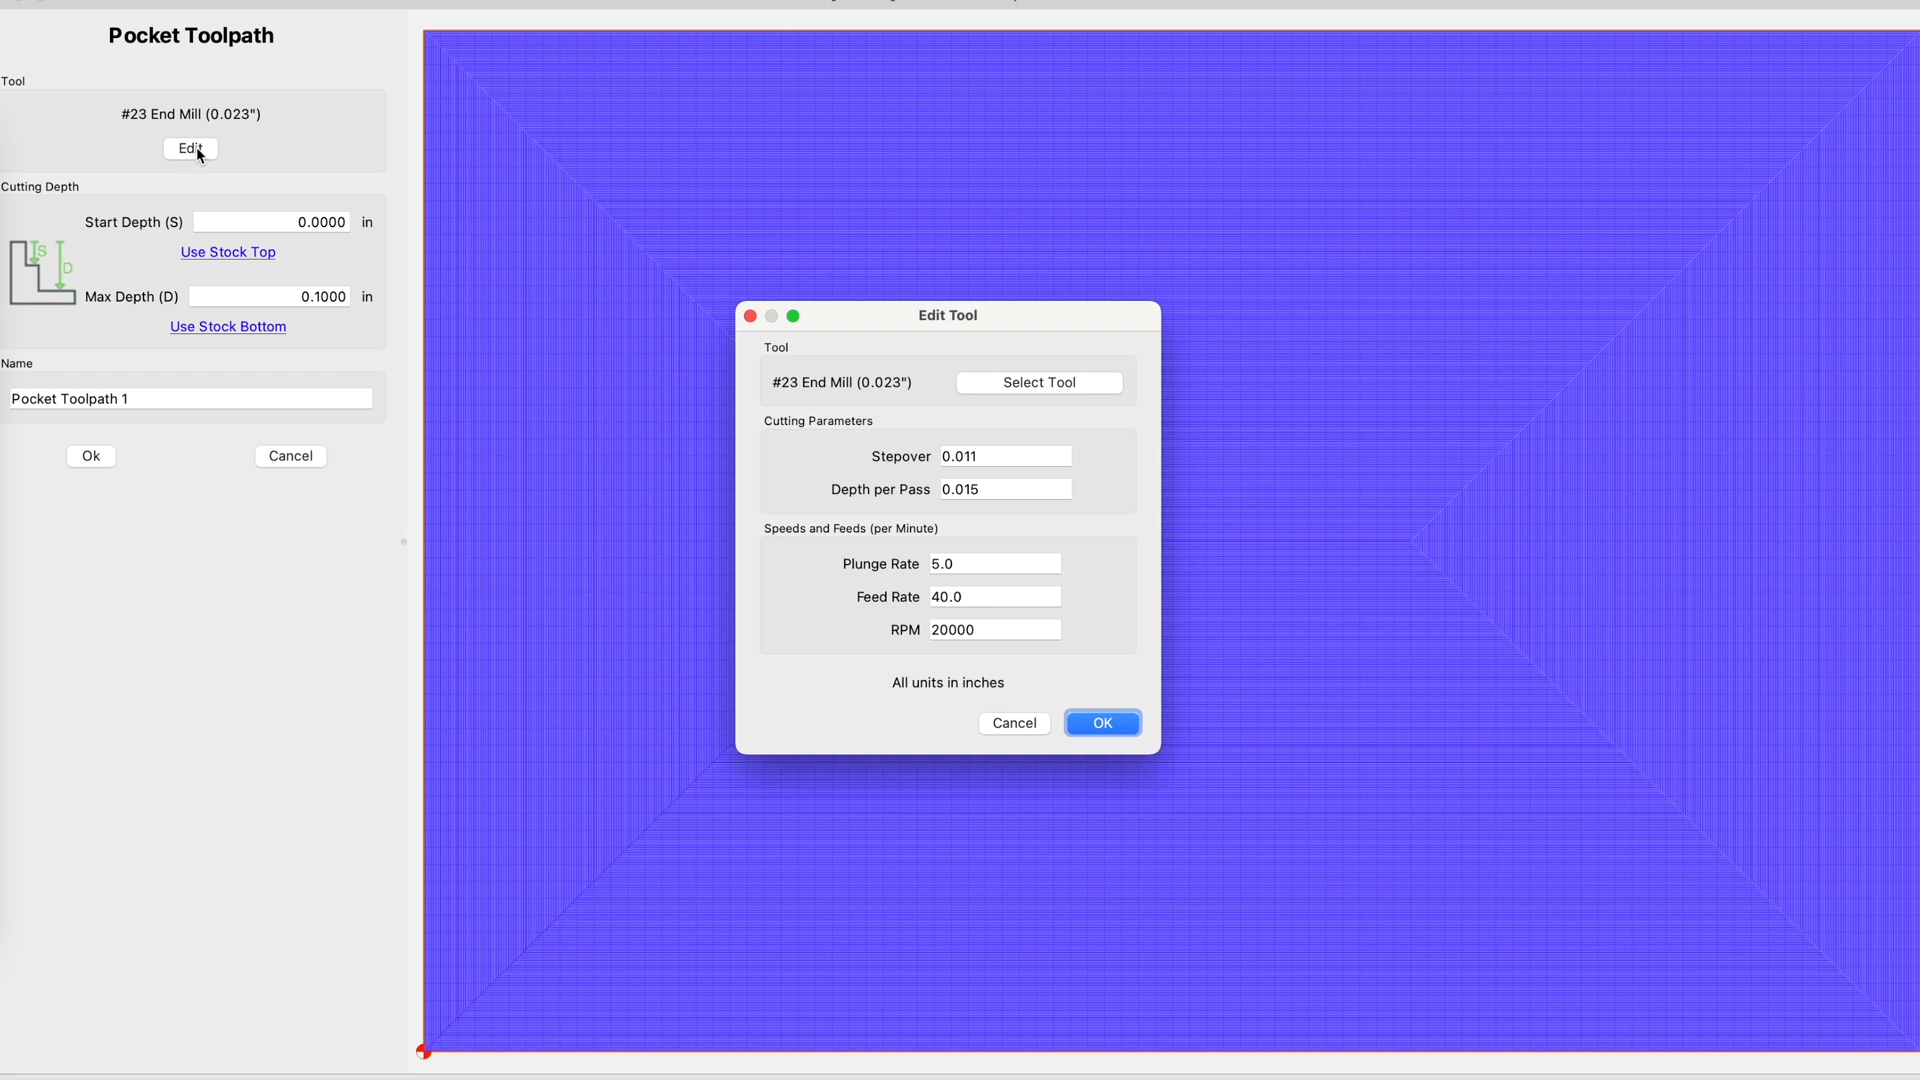 Pocket Toolpath
Tool
#23 End Mill (0.023")
Edit
Cutting Depth
Start Depth (S) 0.0000 in
Use Stock Top
S
D
Max Depth (D) 0.1000 in
Use Stock Bottom
Name
Pocket Toolpath 1
Ok Cancel
Edit Tool
Tool
#23 End Mill (0.023") Select Tool
Cutting Parameters
Stepover 0.011
Depth per Pass 0.015
Speeds and Feeds (per Minute)
Plunge Rate 5.0
Feed Rate 40.0
RPM 20000
All units in inches
Cancel OK